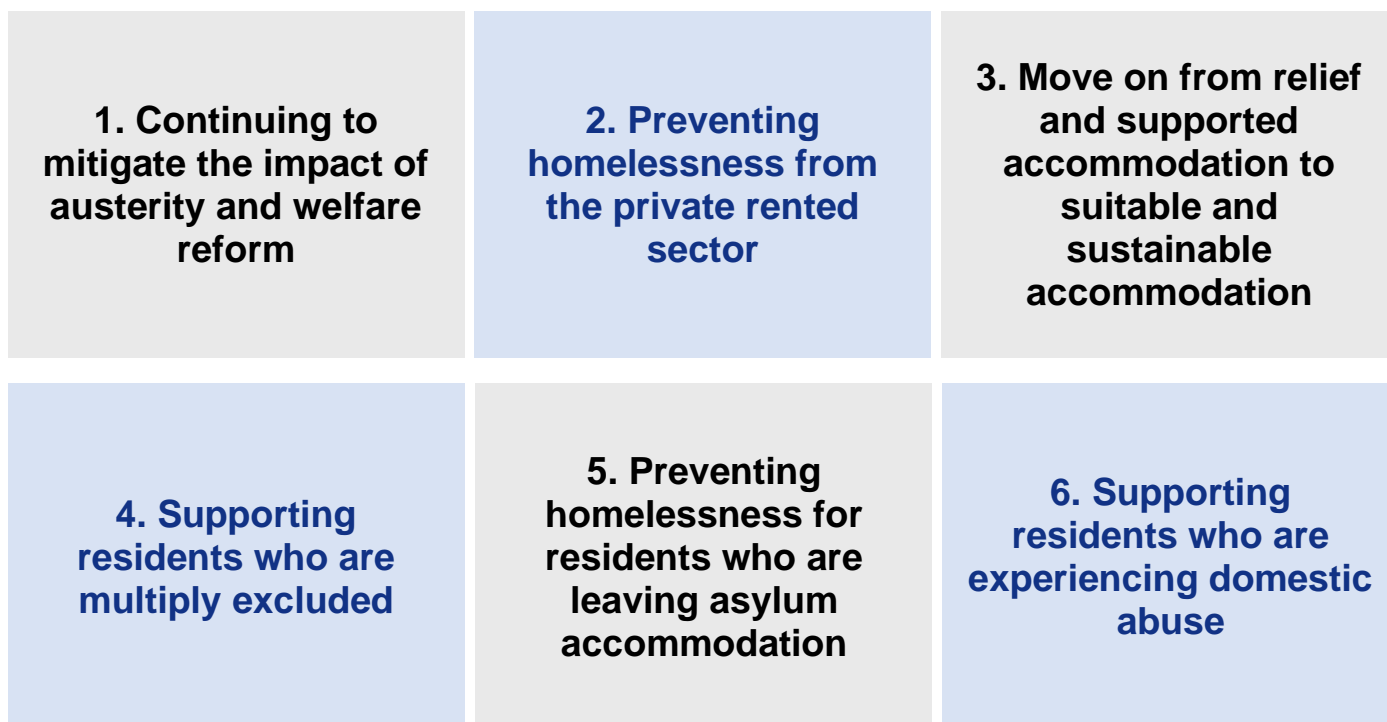 1. Continuing to
mitigate the impact of
austerity and welfare
reform
2. Preventing
homelessness from
the private rented
sector
3. Move on from relief
and supported
accommodation to
suitable and
sustainable
accommodation
4. Supporting
residents who are
multiply excluded
5. Preventing
homelessness for
residents who are
leaving asylum
accommodation
6. Supporting
residents who are
experiencing domestic
abuse